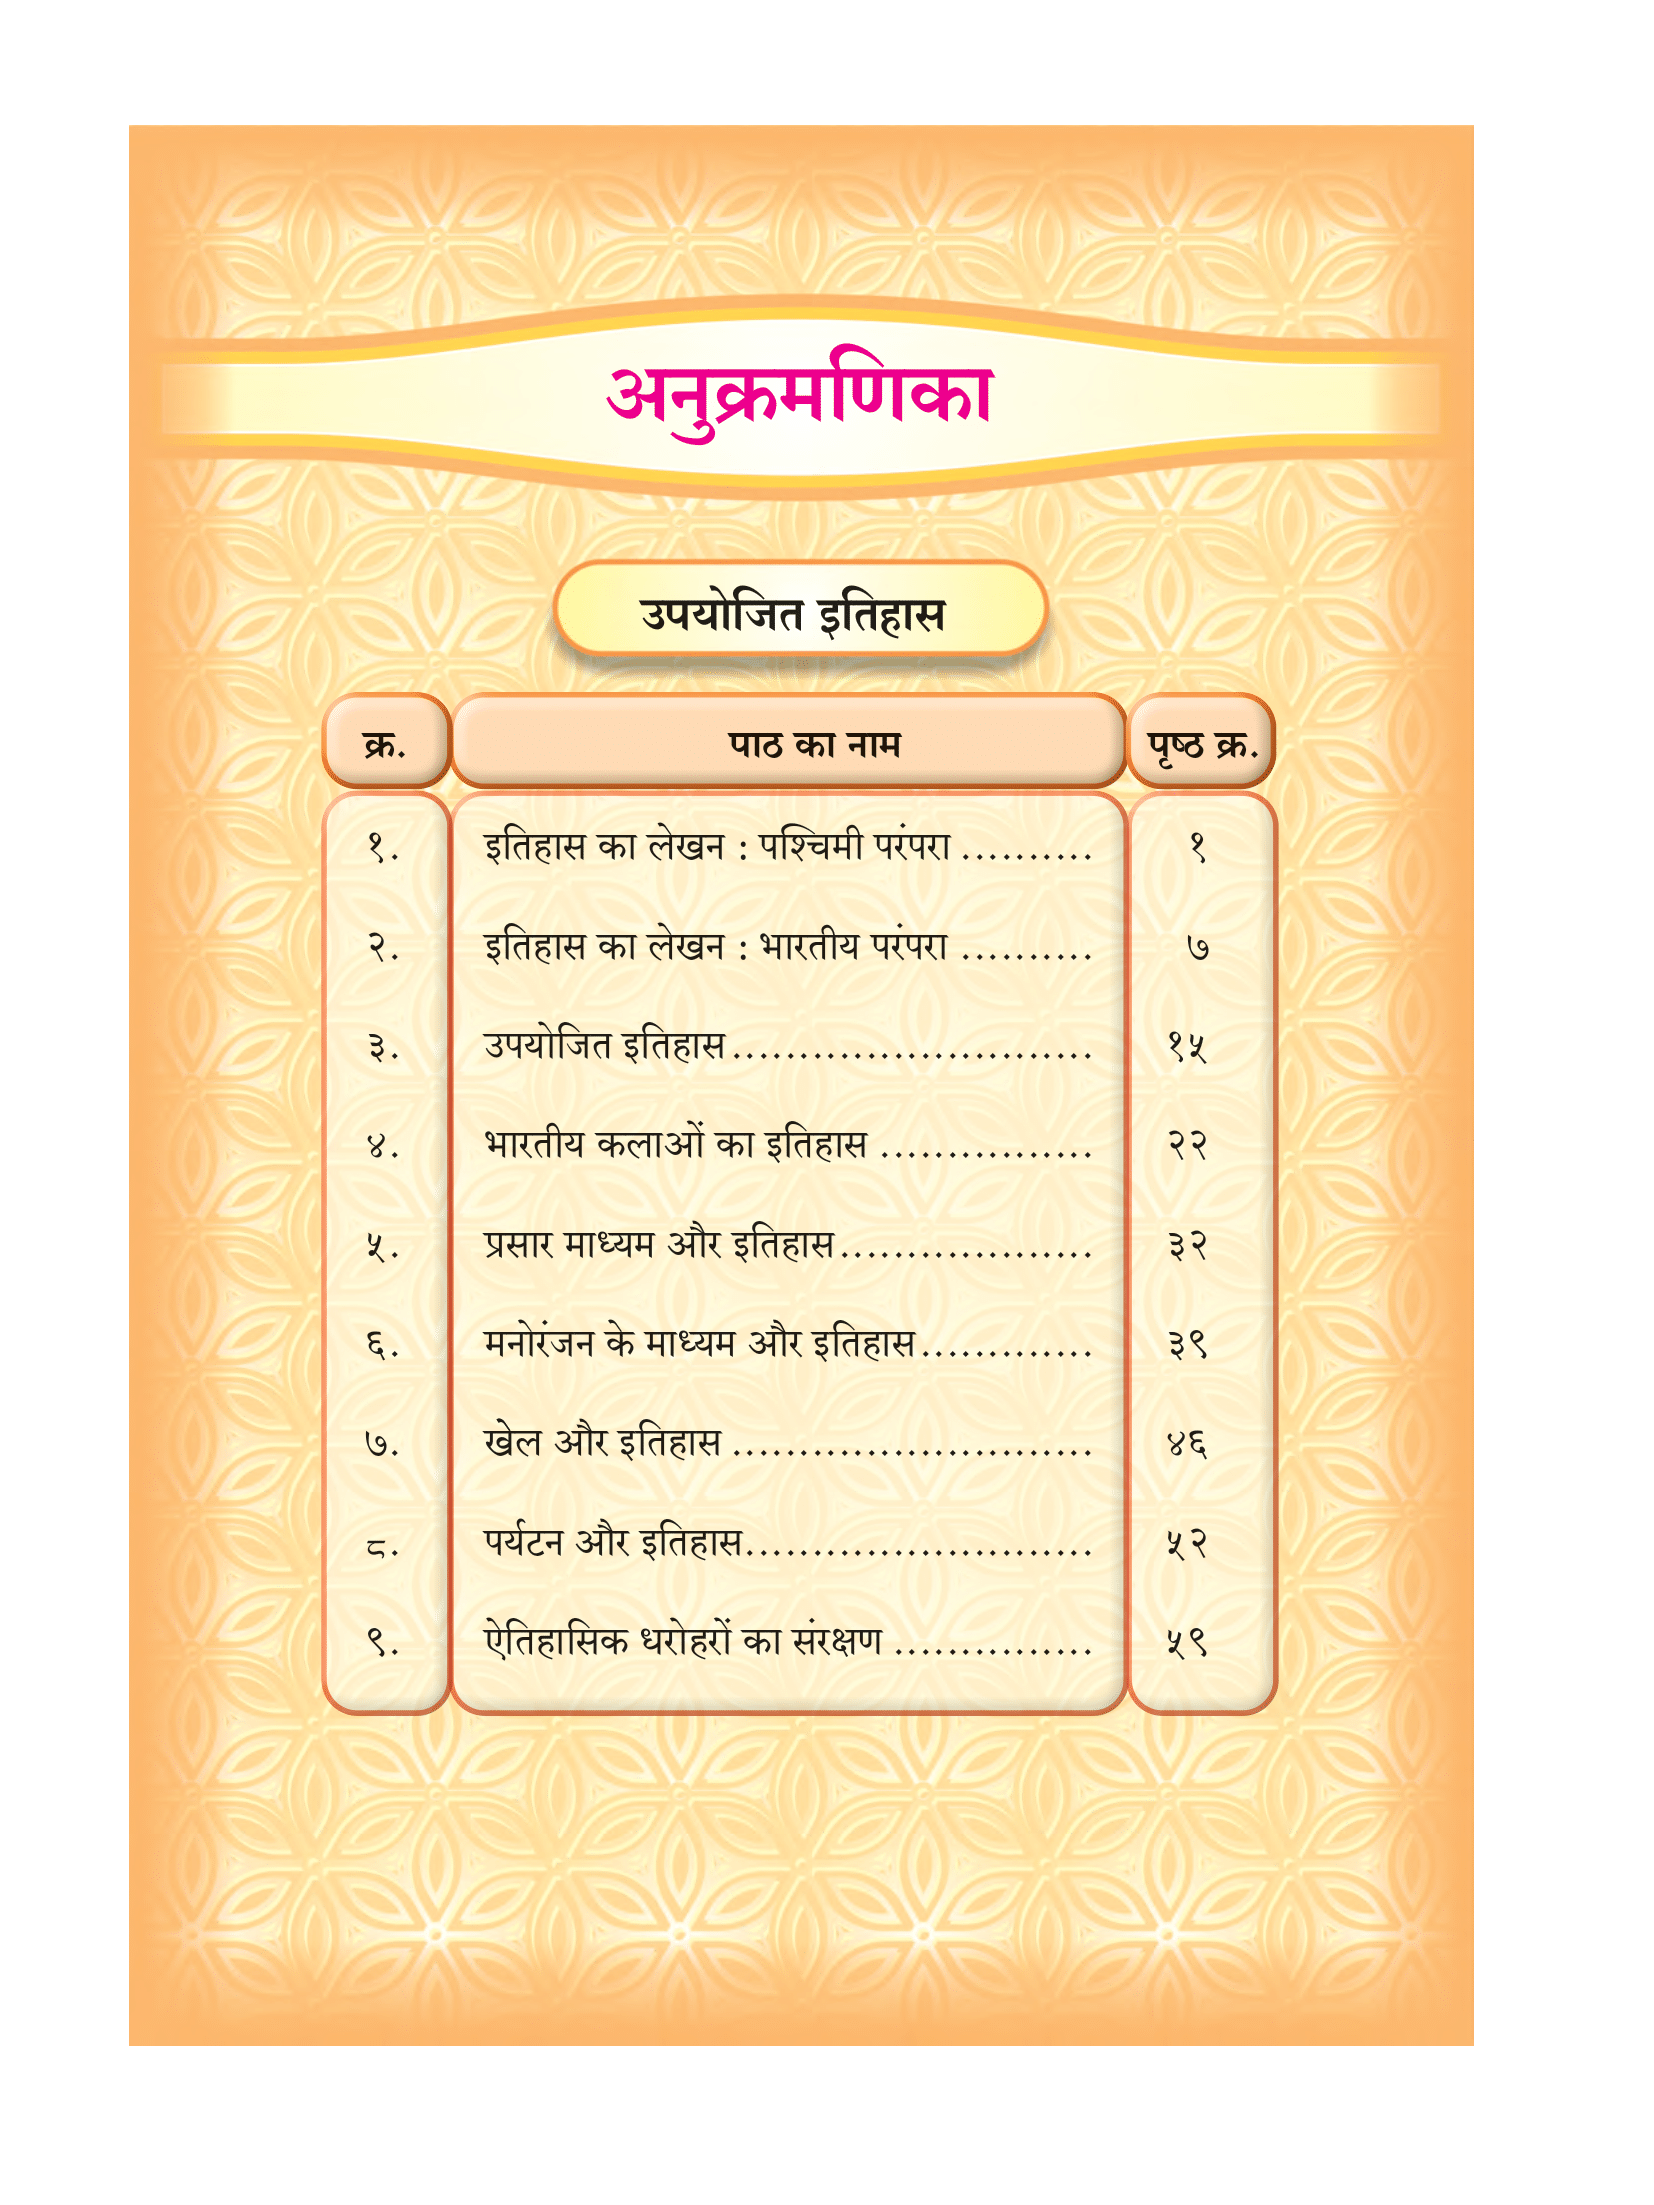 अनुक्रमणिका
उपयोजित इतिहास
क्र. पाठ का नाम पृष्ठ क्र.
१. इतिहास का लेखन : पश्चिमी परंपरा .......... १
२. इतिहास का लेखन : भारतीय परंपरा .......... ७
३. उपयोजित इतिहास........................... १५
४. भारतीय कलाओं का इतिहास ................ २२
५. प्रसार माध्यम और इतिहास................... ३२
६. मनोरंजन के माध्यम और इतिहास............. ३९
७. खेल और इतिहास ........................... ४६
८. पर्यटन और इतिहास.......................... ५२
९. ऐतिहासिक धरोहरों का संरक्षण ............... ५९